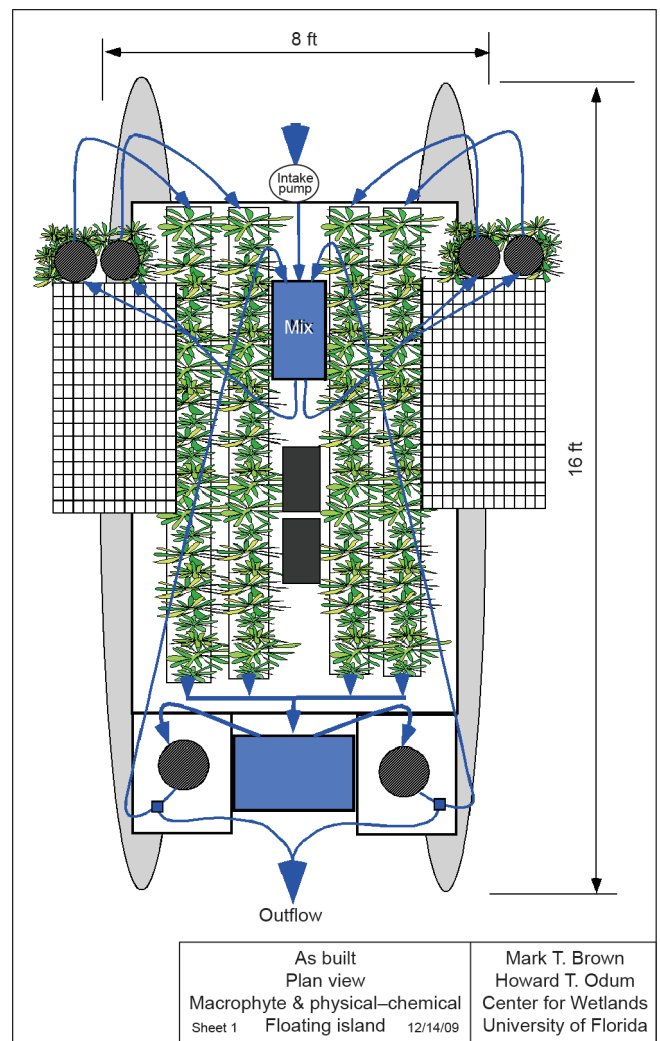 8 ft
Intake
pump
Mix
16 ft
Outflow
As built
Plan view
Macrophyte & physical–chemical
Sheet 1 Floating island 12/14/09
Mark T. Brown
Howard T. Odum
Center for Wetlands
University of Florida